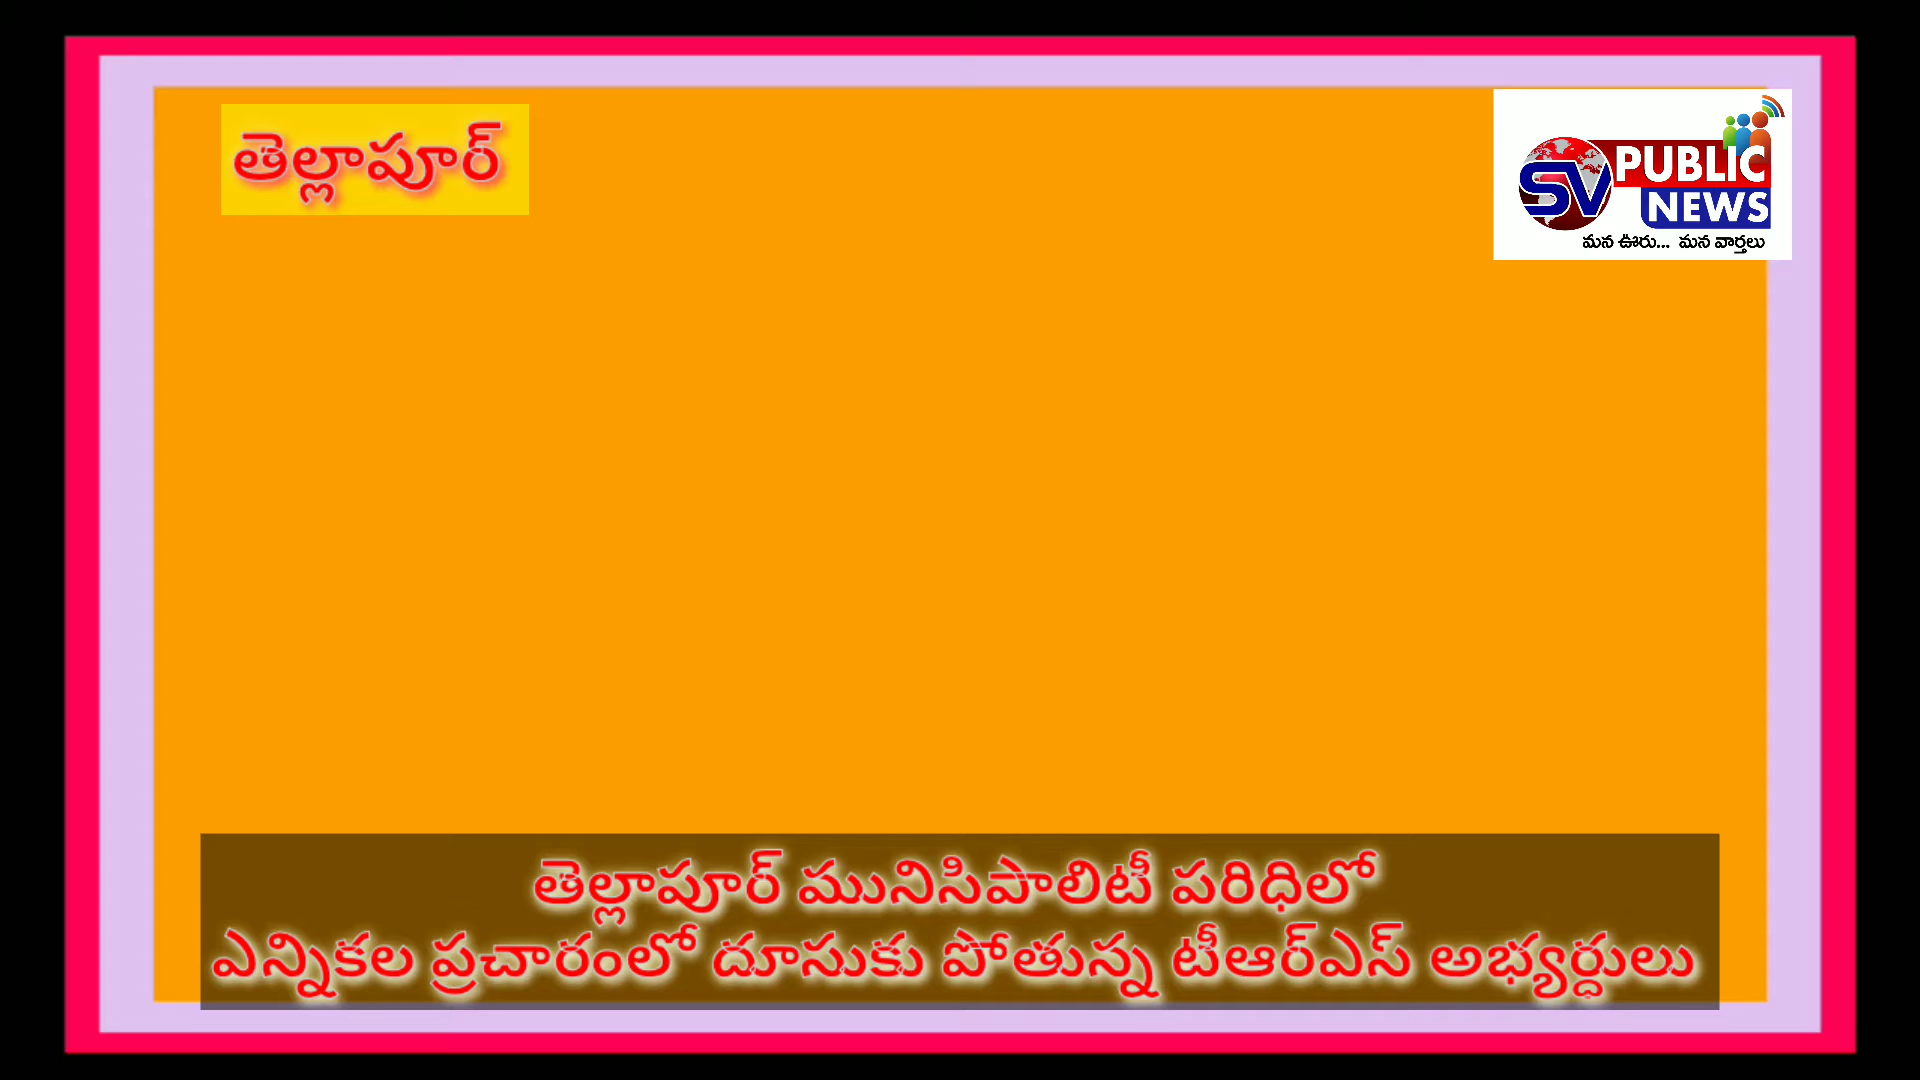 తెల్లాపూర్
SV PUBLIC
NEWS
మన ఊరు... మన వార్తలు
తెల్లాపూర్ మునిసిపాలిటీ పరిధిలో
ఎన్నికల ప్రచారంలో దూసుకు పోతున్న టీఆర్ఎస్ అభ్యర్ధులు